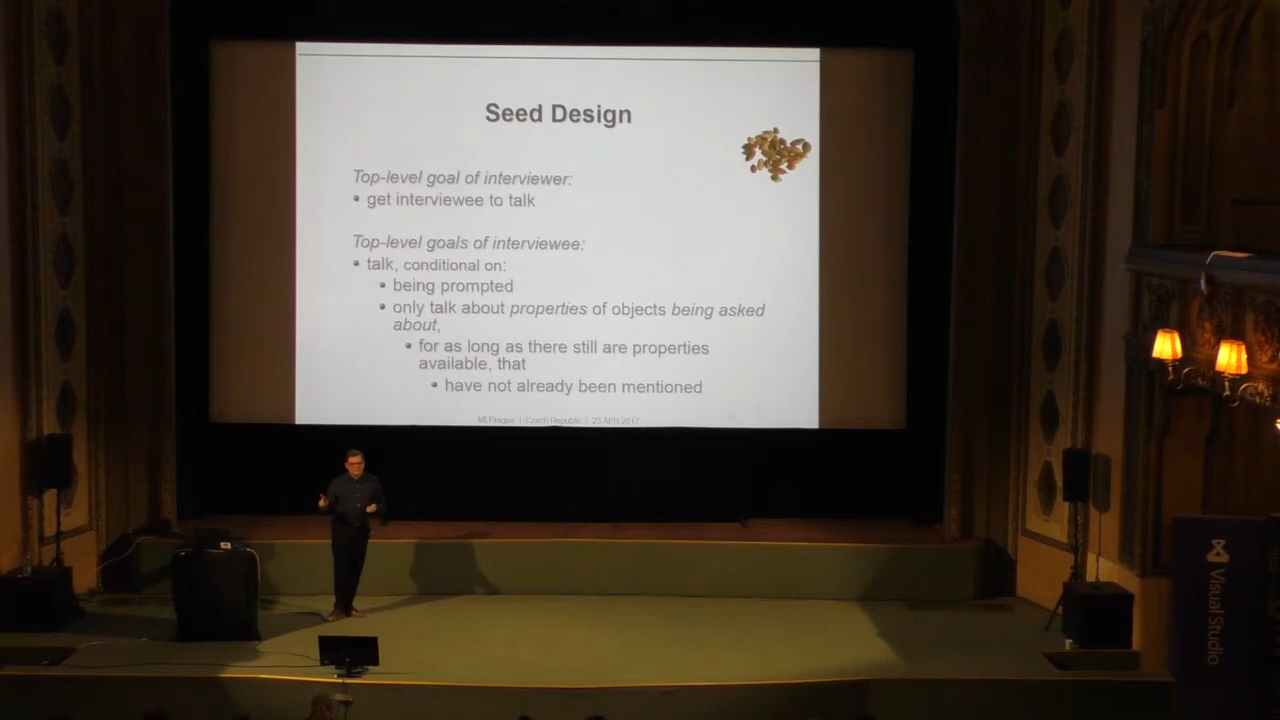 Seed Design
Top-level goal of interviewer:
get interviewee to talk
Top-level goals of interviewee:
talk, conditional on:
being prompted
only talk about properties of objects being asked
about,
for as long as there still are properties
available, that
have not already been mentioned
MLPrague | Czech Republic | 23 APR 2017
Visual Studio